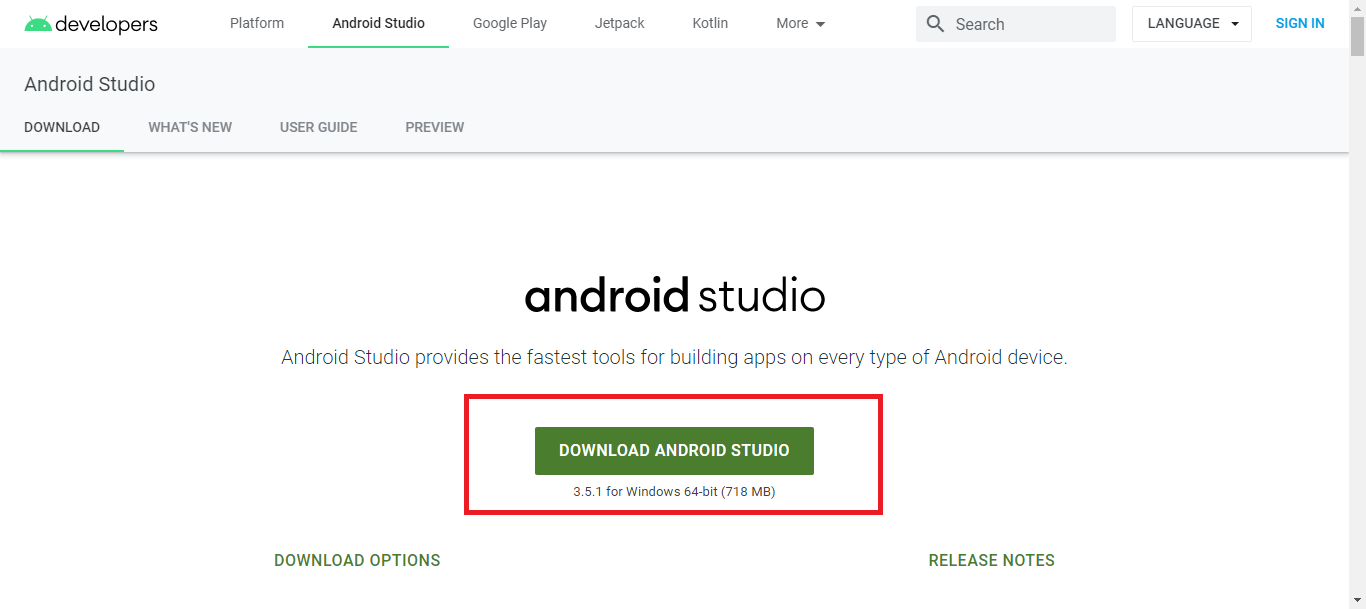 developers Platform Android Studio Google Play Jetpack Kotlin More Search LANGUAGE SIGN IN
Android Studio
DOWNLOAD WHAT'S NEW USER GUIDE PREVIEW
android studio
Android Studio provides the fastest tools for building apps on every type of Android device.
DOWNLOAD ANDROID STUDIO
3.5.1 for Windows 64-bit (718 MB)
DOWNLOAD OPTIONS RELEASE NOTES